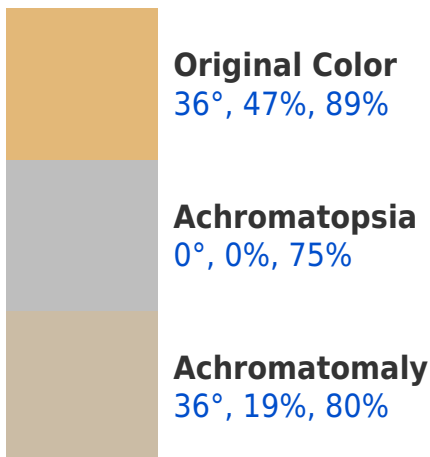 Original Color
36°, 47%, 89%
Achromatopsia
0°, 0%, 75%
Achromatomaly
36°, 19%, 80%